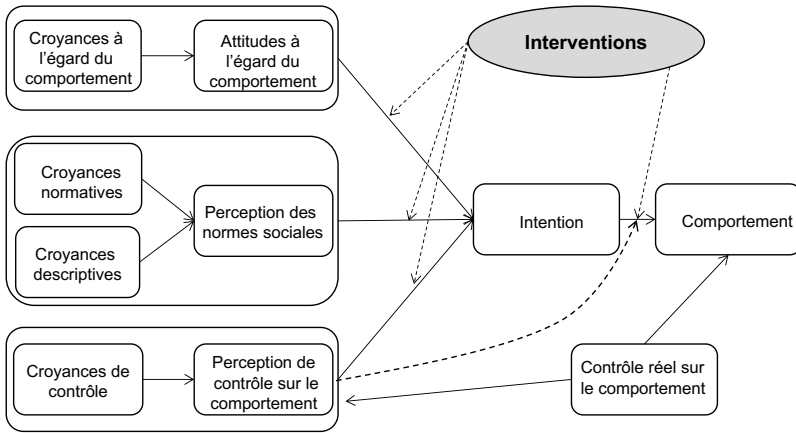 Croyances à
l'égard du
comportement
Attitudes à
l'égard du
comportement
Interventions
Croyances
normatives
Croyances
descriptives
Perception des
normes sociales
Intention
Comportement
Croyances de
contrôle
Perception de
contrôle sur le
comportement
Contrôle réel sur
le comportement